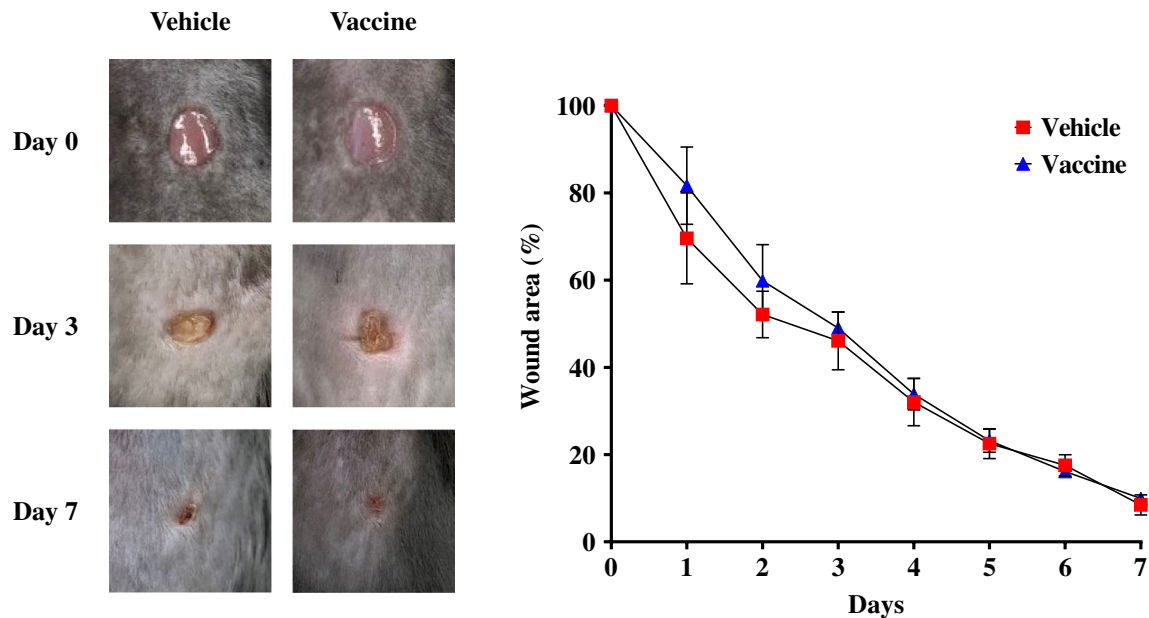 Vehicle Vaccine
Day 0
Day 3
Day 7
Wound area (%)
100
80
60
40
20
0
0 1 2 3 4 5 6 7
Days
Vehicle
Vaccine